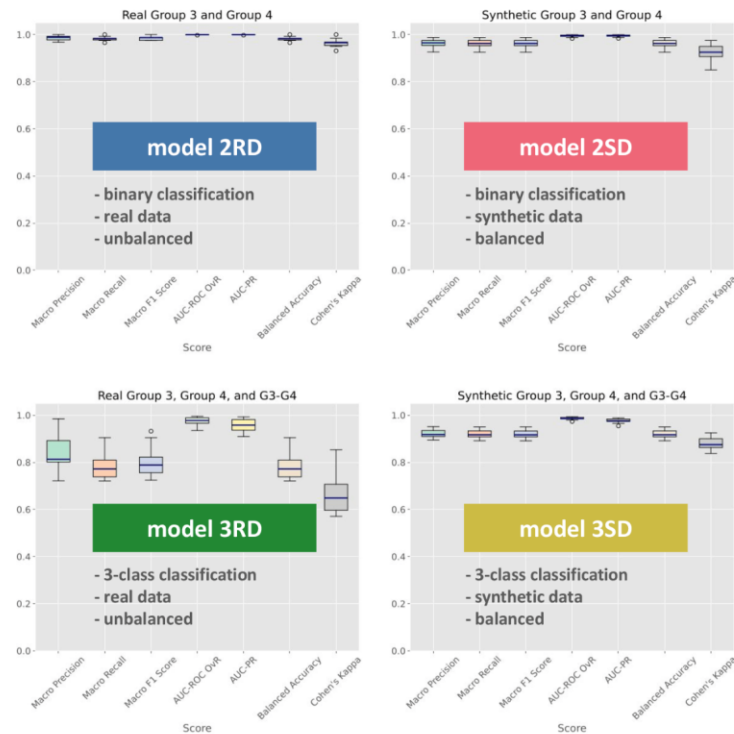 Real Group 3 and Group 4
1.0
0.8
0.6
0.4
0.2
0.0
model 2RD
- binary classification
- real data
- unbalanced
Macro Precision
Macro Recall
Macro F1 Score
AUC-ROC OvR
AUC-PR
Balanced Accuracy
Cohen's Kappa
Score
Synthetic Group 3 and Group 4
1.0
0.8
0.6
0.4
0.2
0.0
model 2SD
- binary classification
- synthetic data
- balanced
Macro Precision
Macro Recall
Macro F1 Score
AUC-ROC OvR
AUC-PR
Balanced Accuracy
Cohen's Kappa
Score
Real Group 3, Group 4, and G3-G4
1.0
0.8
0.6
0.4
0.2
0.0
model 3RD
- 3-class classification
- real data
- unbalanced
Macro Precision
Macro Recall
Macro F1 Score
AUC-ROC OvR
AUC-PR
Balanced Accuracy
Cohen's Kappa
Score
Synthetic Group 3, Group 4, and G3-G4
1.0
0.8
0.6
0.4
0.2
0.0
model 3SD
- 3-class classification
- synthetic data
- balanced
Macro Precision
Macro Recall
Macro F1 Score
AUC-ROC OvR
AUC-PR
Balanced Accuracy
Cohen's Kappa
Score